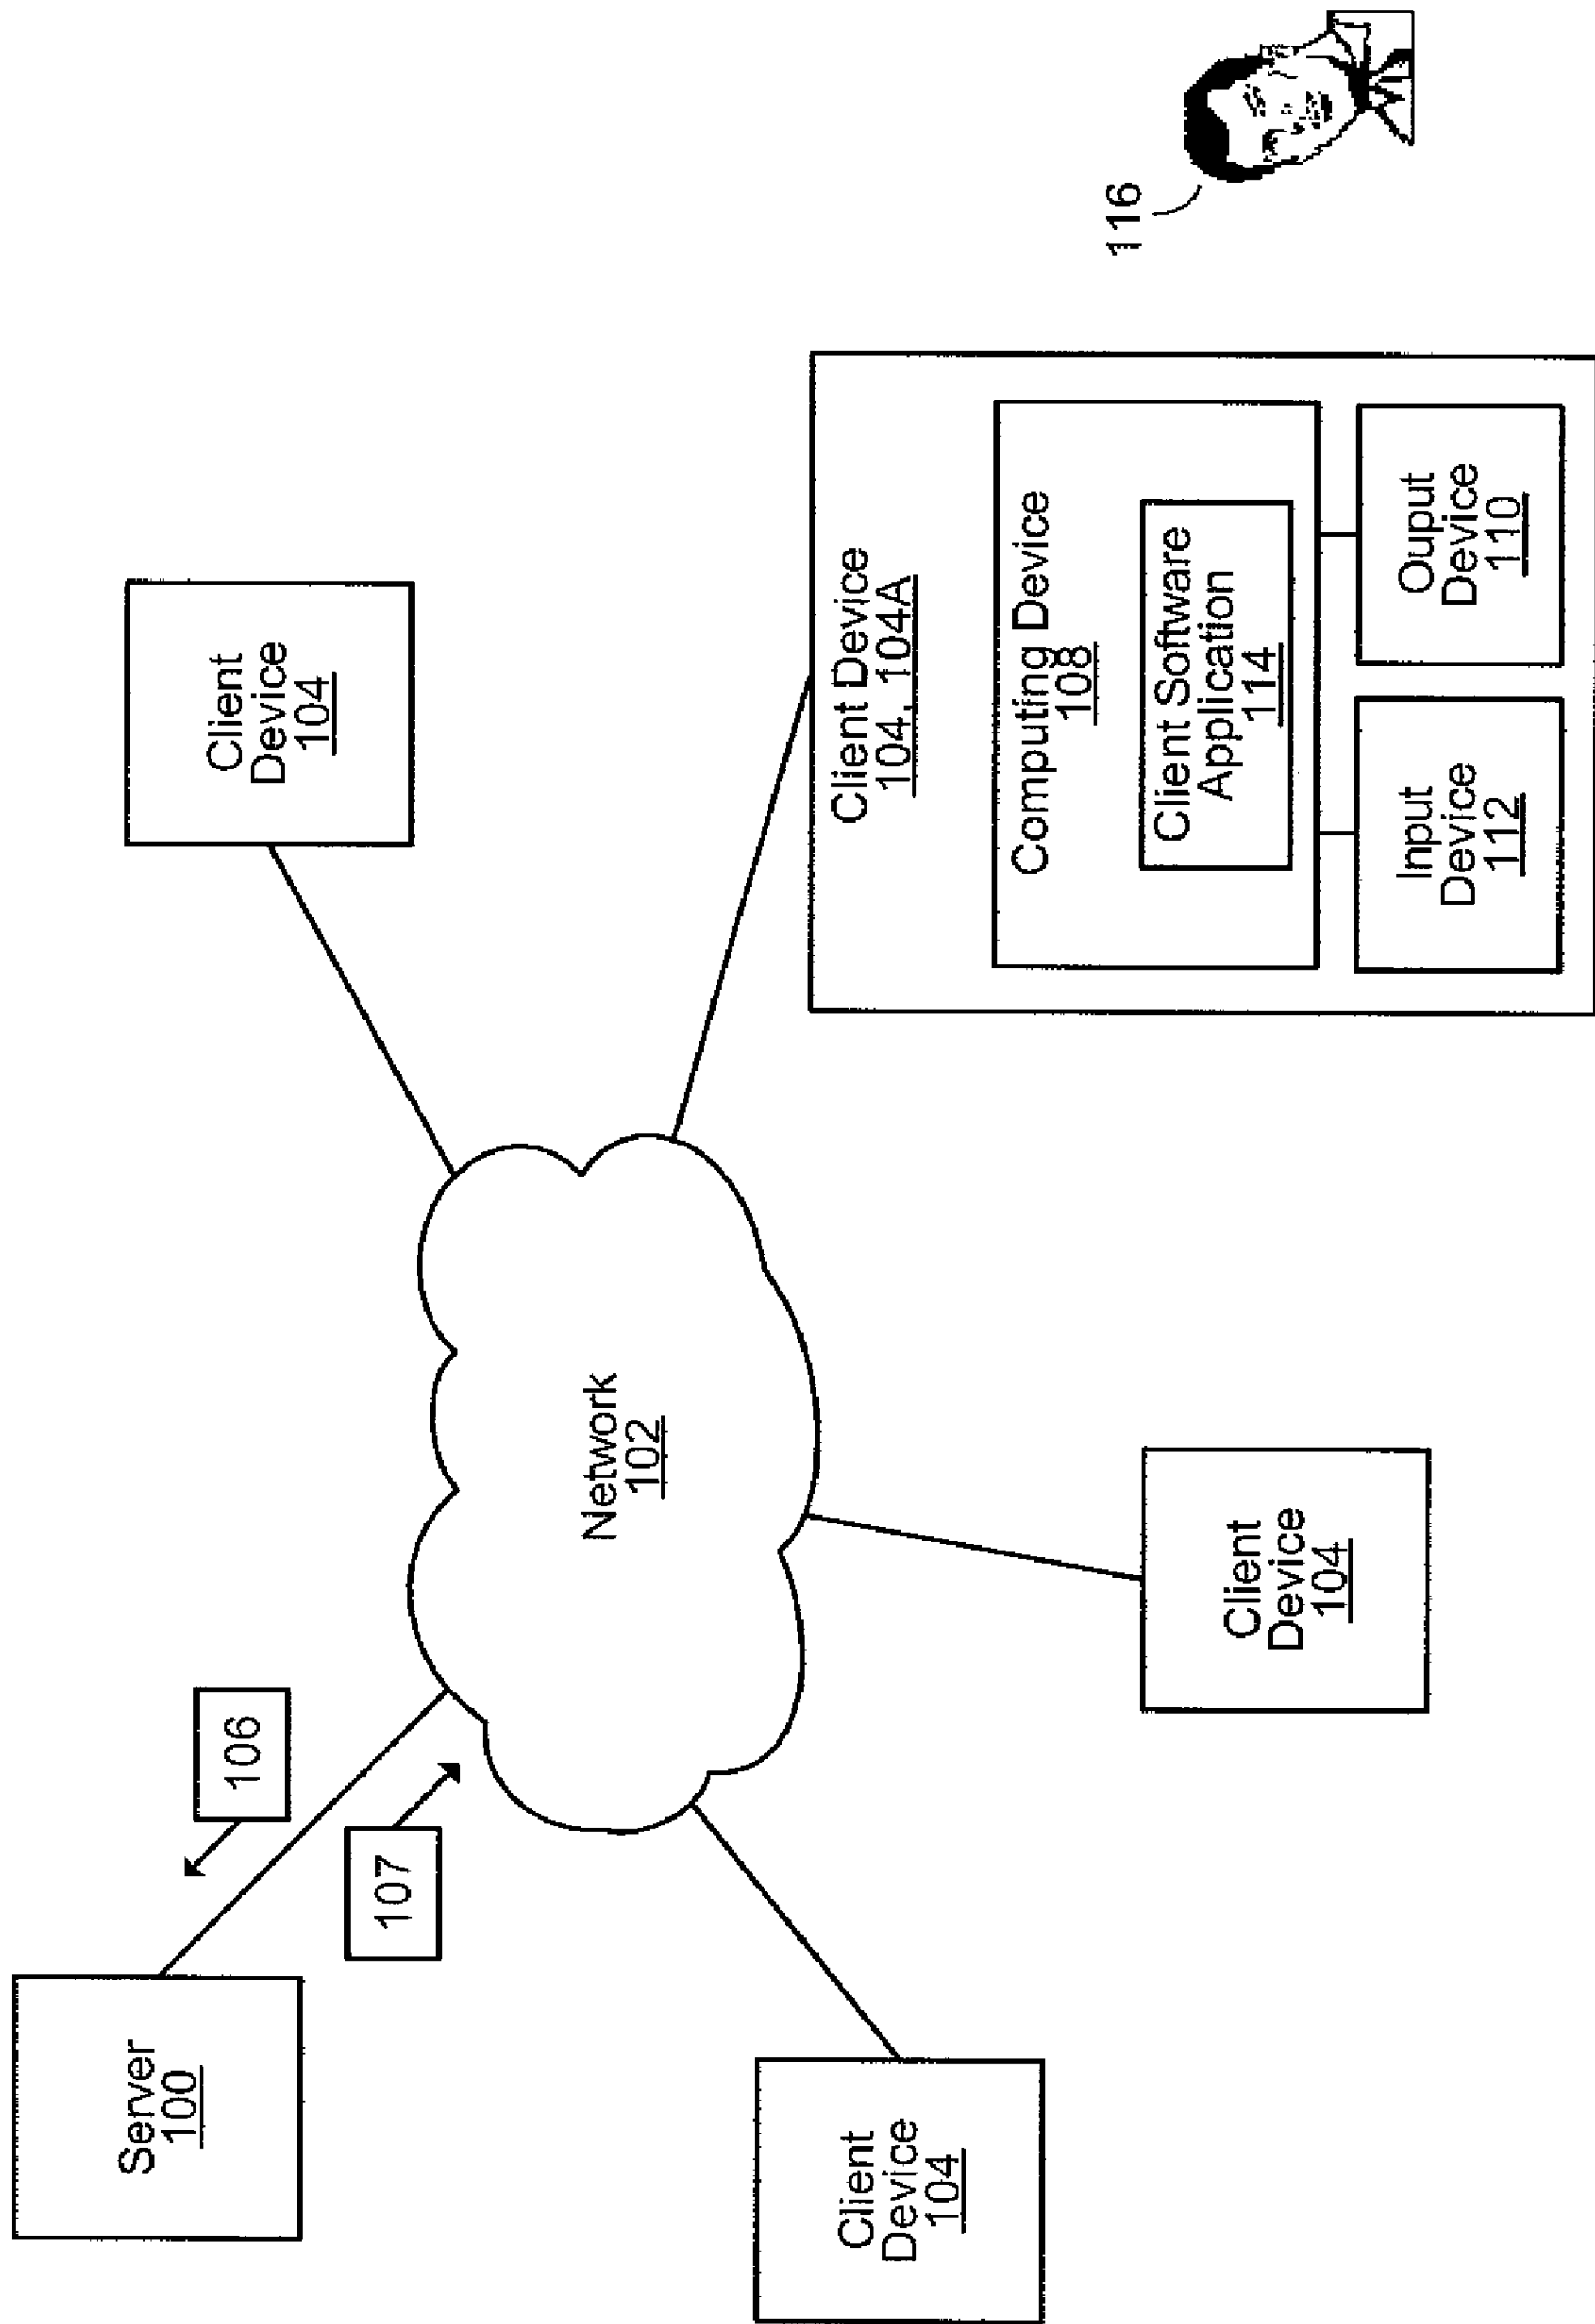 Server
100
106
107
Client
Device
104
Network
102
Client
Device
104
Client
Device
104
Client Device
104, 104A
Computing Device
108
Client Software
Application
114
Input
Device
112
Ouput
Device
110
116